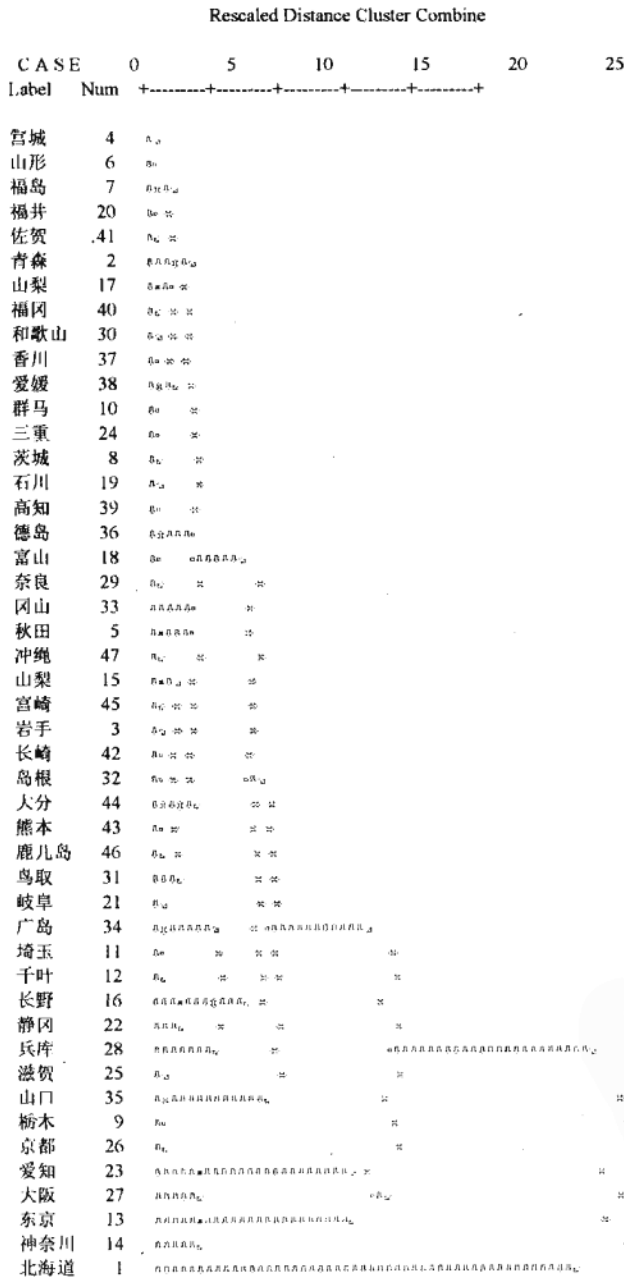 Rescaled Distance Cluster Combine
CASE 0 5 10 15 20 25
Label Num +---------+---------+---------+---------+---------+
宫城 4
山形 6
福岛 7
福井 20
佐贺 .41
青森 2
山梨 17
福冈 40
和歌山 30
香川 37
爱媛 38
群马 10
三重 24
茨城 8
石川 19
高知 39
德岛 36
富山 18
奈良 29
冈山 33
秋田 5
冲绳 47
山梨 15
宫崎 45
岩手 3
长崎 42
岛根 32
大分 44
熊本 43
鹿儿岛 46
鸟取 31
岐阜 21
广岛 34
埼玉 11
千叶 12
长野 16
静冈 22
兵库 28
滋贺 25
山口 35
栃木 9
京都 26
爱知 23
大阪 27
东京 13
神奈川 14
北海道 1